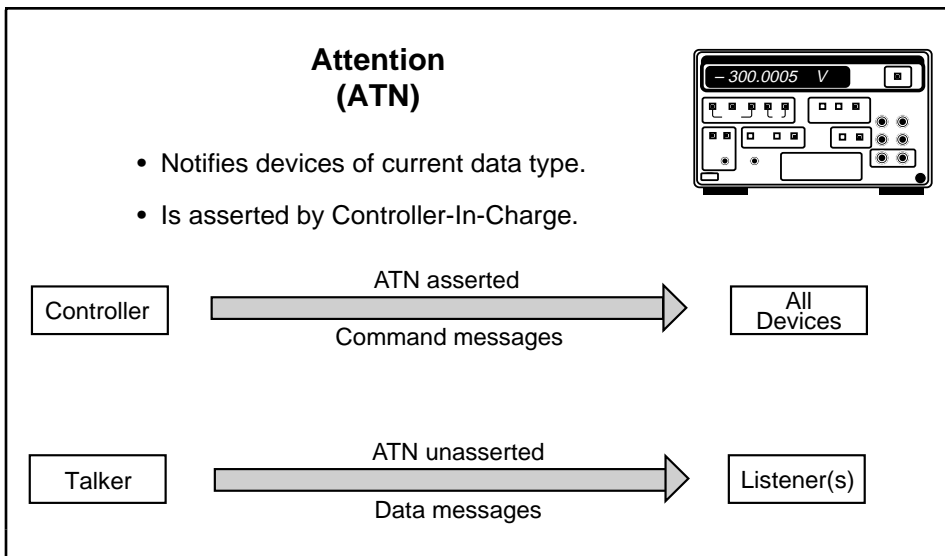 Attention
(ATN)
– 300.0005 V
• Notifies devices of current data type.
• Is asserted by Controller-In-Charge.
Controller
ATN asserted
Command messages
All
Devices
Talker
ATN unasserted
Data messages
Listener(s)